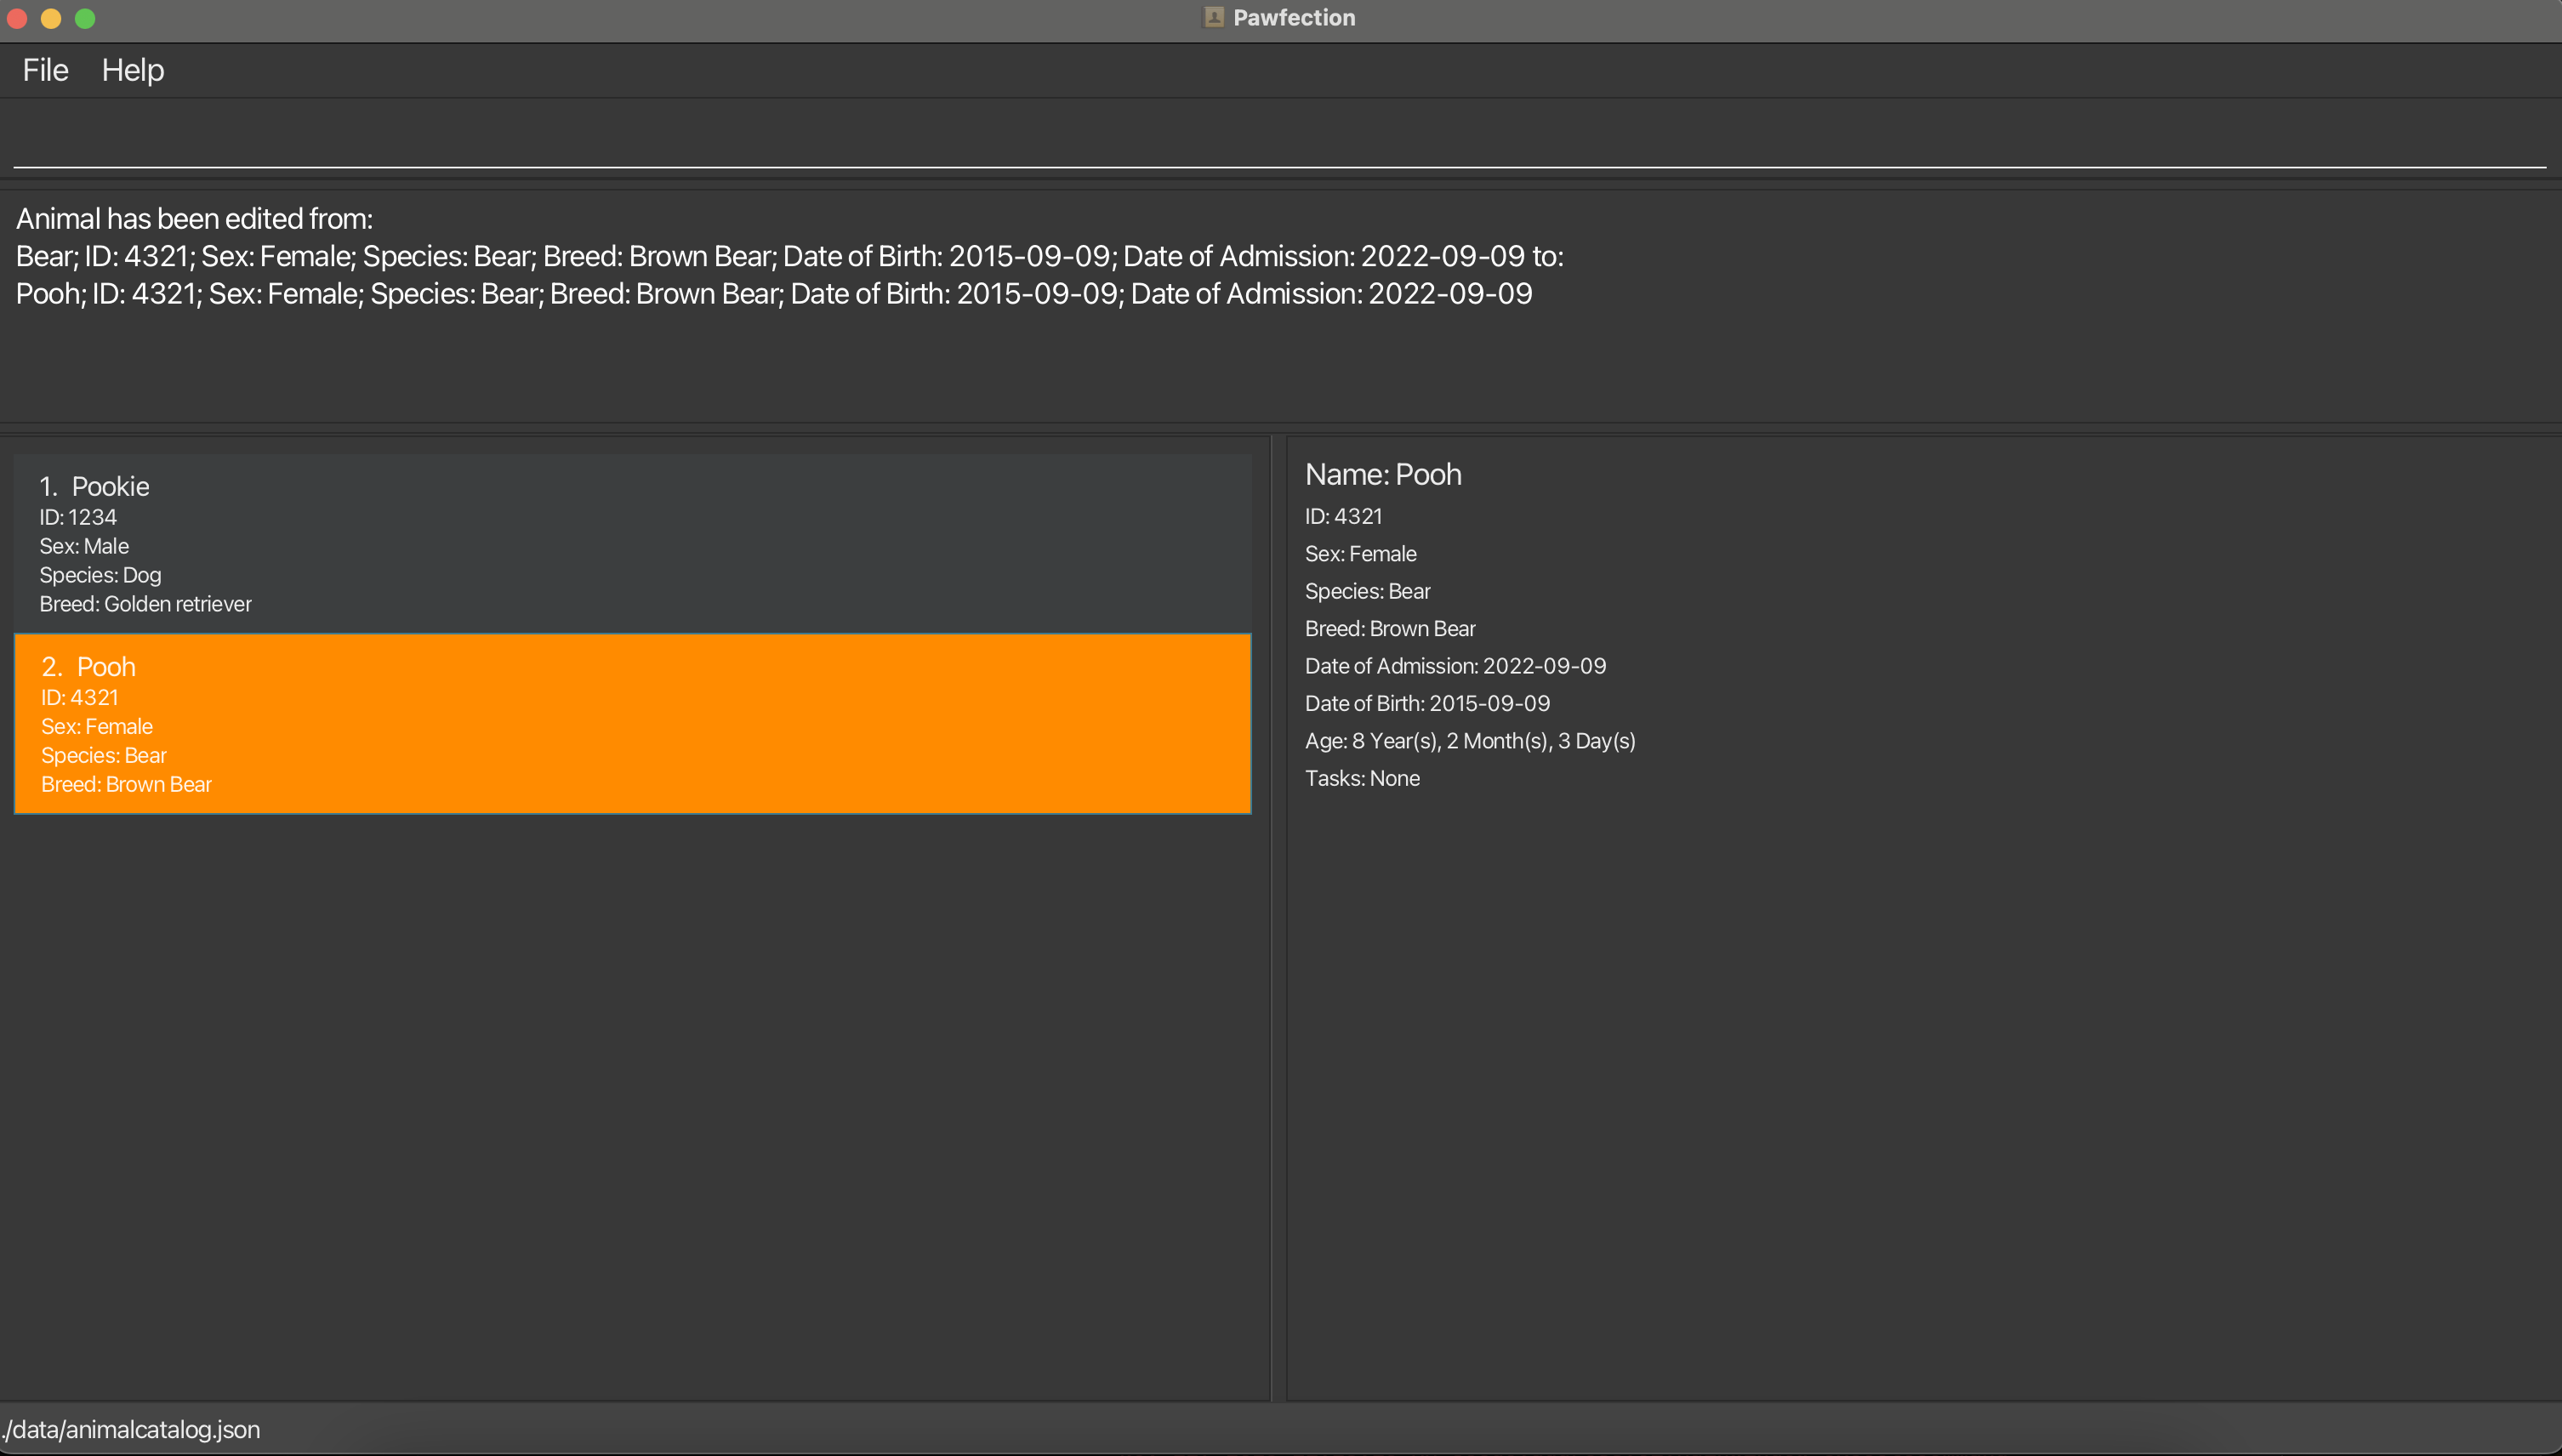 Pawfection
File Help
Animal has been edited from:
Bear; ID: 4321; Sex: Female; Species: Bear; Breed: Brown Bear; Date of Birth: 2015-09-09; Date of Admission: 2022-09-09 to:
Pooh; ID: 4321; Sex: Female; Species: Bear; Breed: Brown Bear; Date of Birth: 2015-09-09; Date of Admission: 2022-09-09
1. Pookie
ID: 1234
Sex: Male
Species: Dog
Breed: Golden retriever
2. Pooh
ID: 4321
Sex: Female
Species: Bear
Breed: Brown Bear
Name: Pooh
ID: 4321
Sex: Female
Species: Bear
Breed: Brown Bear
Date of Admission: 2022-09-09
Date of Birth: 2015-09-09
Age: 8 Year(s), 2 Month(s), 3 Day(s)
Tasks: None
./data/animalcatalog.json